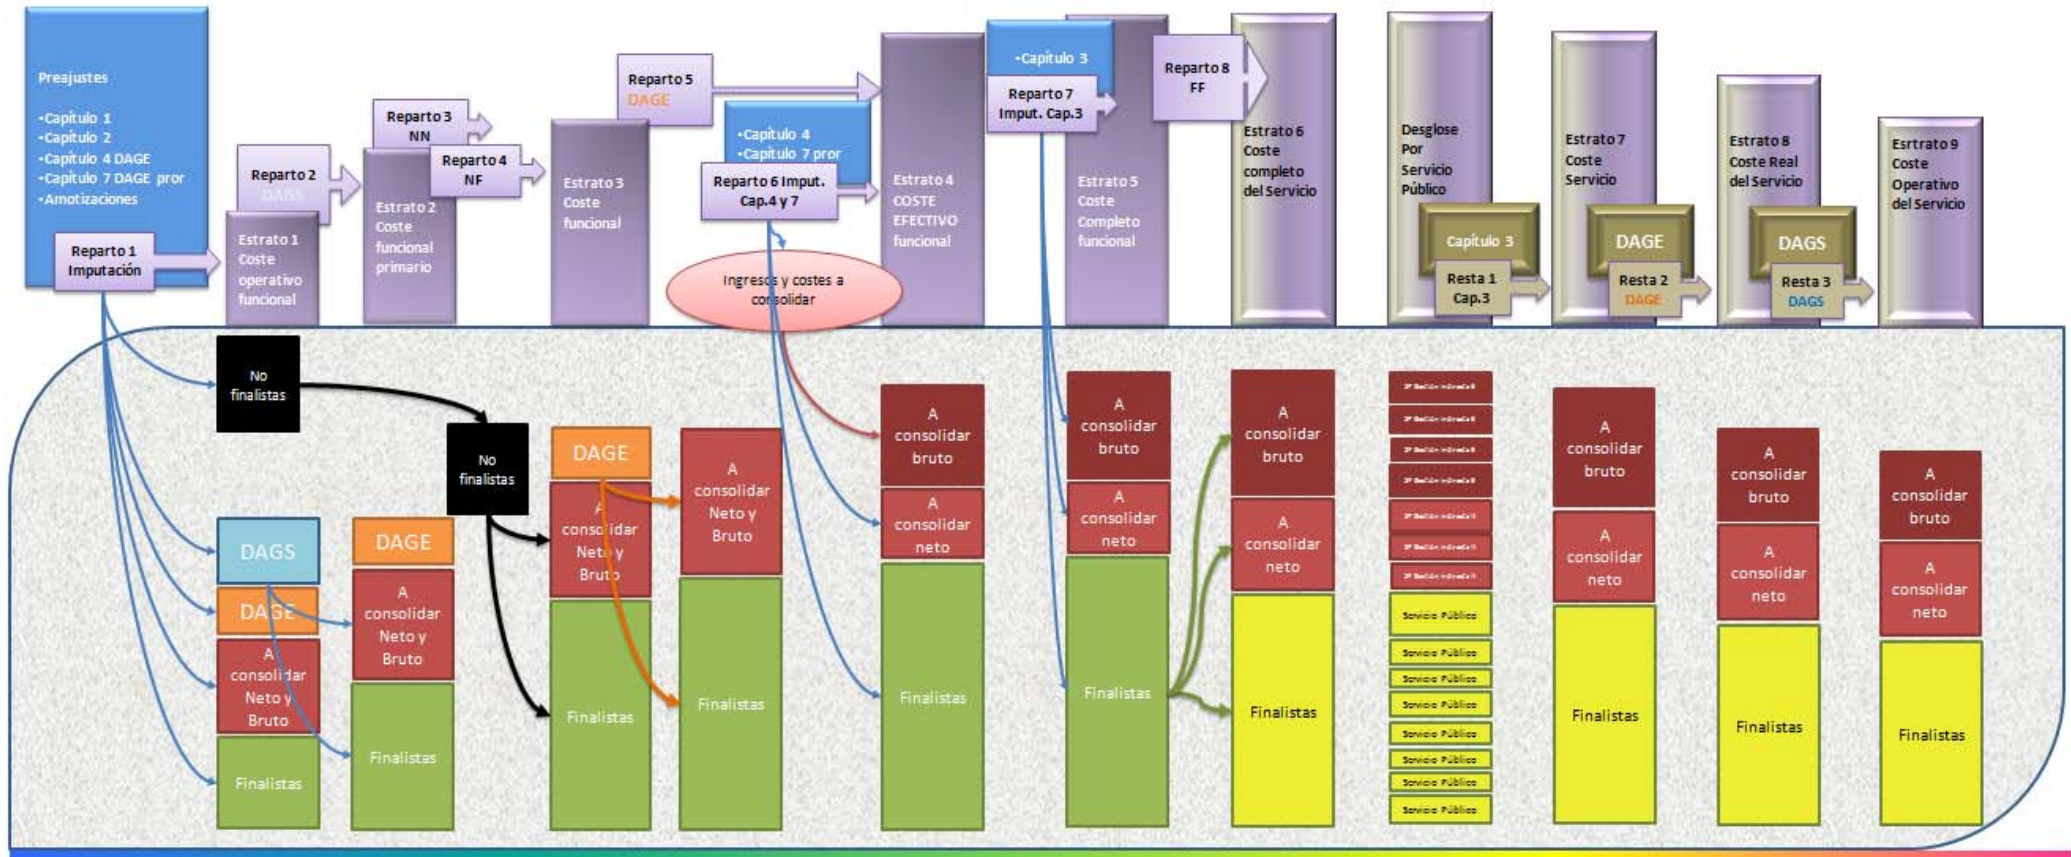 Preajustes
•Capítulo 1
•Capítulo 2
•Capítulo 4 DAGE
•Capítulo 7 DAGE pror
•Amotizaciones
Reparto 1
Imputación
Reparto 2
DAGS
Estrato 1
Coste
operativo
funcional
Reparto 3
NN
Estrato 2
Coste
funcional
primario
Reparto 4
NF
Estrato 3
Coste
funcional
Reparto 5
DAGE
•Capítulo 4
•Capítulo 7 pror
Reparto 6 Imput.
Cap.4 y 7
Ingresos y costes a
consolidar
Estrato 4
COSTE
EFECTIVO
funcional
•Capítulo 3
Reparto 7
Imput. Cap.3
Estrato 5
Coste
Completo
funcional
Reparto 8
FF
Estrato 6
Coste
completo
del Servicio
Desglose
Por
Servicio
Público
Capítulo 3
Resta 1
Cap.3
Estrato 7
Coste
Servicio
DAGE
Resta 2
DAGE
Estrato 8
Coste Real
del Servicio
DAGS
Resta 3
DAGS
Esrtrato 9
Coste
Operativo
del Servicio
No
finalistas
DAGS
DAGE
A
consolidar
Neto y
Bruto
Finalistas
DAGE
A
consolidar
Neto y
Bruto
Finalistas
No
finalistas
DAGE
A
consolidar
Neto y
Bruto
Finalistas
A
consolidar
Neto y
Bruto
Finalistas
A
consolidar
bruto
A
consolidar
neto
Finalistas
A
consolidar
bruto
A
consolidar
neto
Finalistas
A
consolidar
bruto
A
consolidar
neto
Finalistas
Servicio Público
Servicio Público
Servicio Público
Servicio Público
Servicio Público
Servicio Público
Servicio Público
Servicio Público
A
consolidar
bruto
A
consolidar
neto
Finalistas
A
consolidar
bruto
A
consolidar
neto
Finalistas
A
consolidar
bruto
A
consolidar
neto
Finalistas